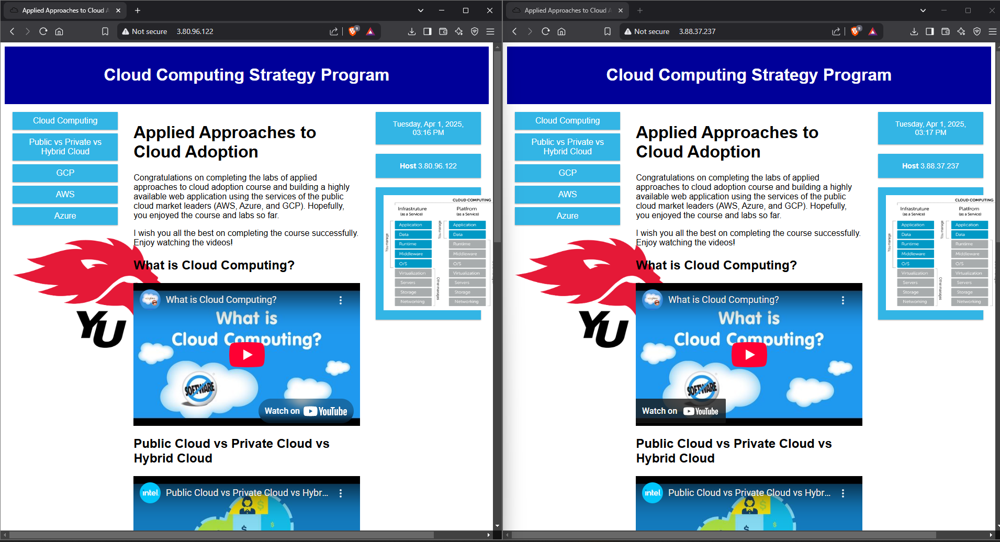 Applied Approaches to Cloud A
Not secure 3.80.96.122
9
Cloud Computing Strategy Program
Cloud Computing
Public vs Private vs
Hybrid Cloud
GCP
AWS
Azure
YU
Applied Approaches to
Cloud Adoption
Congratulations on completing the labs of applied
approaches to cloud adoption course and building a highly
available web application using the services of the public
cloud market leaders (AWS, Azure, and GCP). Hopefully,
you enjoyed the course and labs so far.
I wish you all the best on completing the course successfully.
Enjoy watching the videos!
What is Cloud Computing?
What is Cloud Computing?
What is
Cloud Computing?
SOFTWARE
Watch on YouTube
Public Cloud vs Private Cloud vs
Hybrid Cloud
intel.
Public Cloud vs Private Cloud vs Hybr...
Tuesday, Apr 1, 2025,
03:16 PM
Host 3.80.96.122
CLOUD COMPUTING
Infrastruture
(as a Service)
Platfrom
(as a Service)
You manage
Application
Data
Runtime
Middleware
O/S
Virtualization
Servers
Storage
Networking
Other manages
You manage
Application
Data
Runtime
Middleware
O/S
Virtualization
Servers
Storage
Networking
Applied Approaches to Cloud A
Not secure 3.88.37.237
9
Cloud Computing Strategy Program
Cloud Computing
Public vs Private vs
Hybrid Cloud
GCP
AWS
Azure
YU
Applied Approaches to
Cloud Adoption
Congratulations on completing the labs of applied
approaches to cloud adoption course and building a highly
available web application using the services of the public
cloud market leaders (AWS, Azure, and GCP). Hopefully,
you enjoyed the course and labs so far.
I wish you all the best on completing the course successfully.
Enjoy watching the videos!
What is Cloud Computing?
What is Cloud Computing?
What is
Cloud Computing?
SOFTWARE
Watch on YouTube
Public Cloud vs Private Cloud vs
Hybrid Cloud
intel.
Public Cloud vs Private Cloud vs Hybr...
Tuesday, Apr 1, 2025,
03:17 PM
Host 3.88.37.237
CLOUD COMPUTING
Infrastruture
(as a Service)
Platfrom
(as a Service)
You manage
Application
Data
Runtime
Middleware
O/S
Virtualization
Servers
Storage
Networking
Other manages
You manage
Application
Data
Runtime
Middleware
O/S
Virtualization
Servers
Storage
Networking